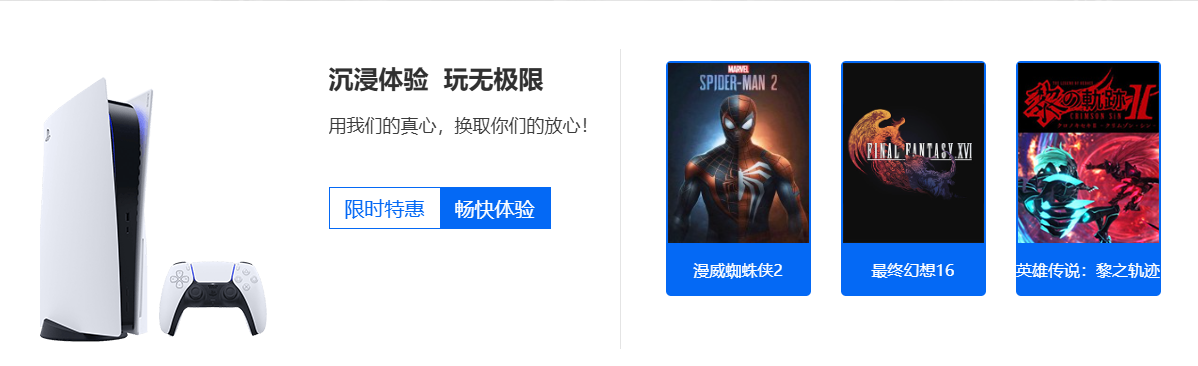 沉浸体验 玩无极限
用我们的真心，换取你们的放心！
限时特惠 畅快体验
MARVEL
SPIDER-MAN 2
漫威蜘蛛侠2
FINAL FANTASY XVI
最终幻想16
黎の軌跡II
CRIMSON SiN
英雄传说：黎之轨迹